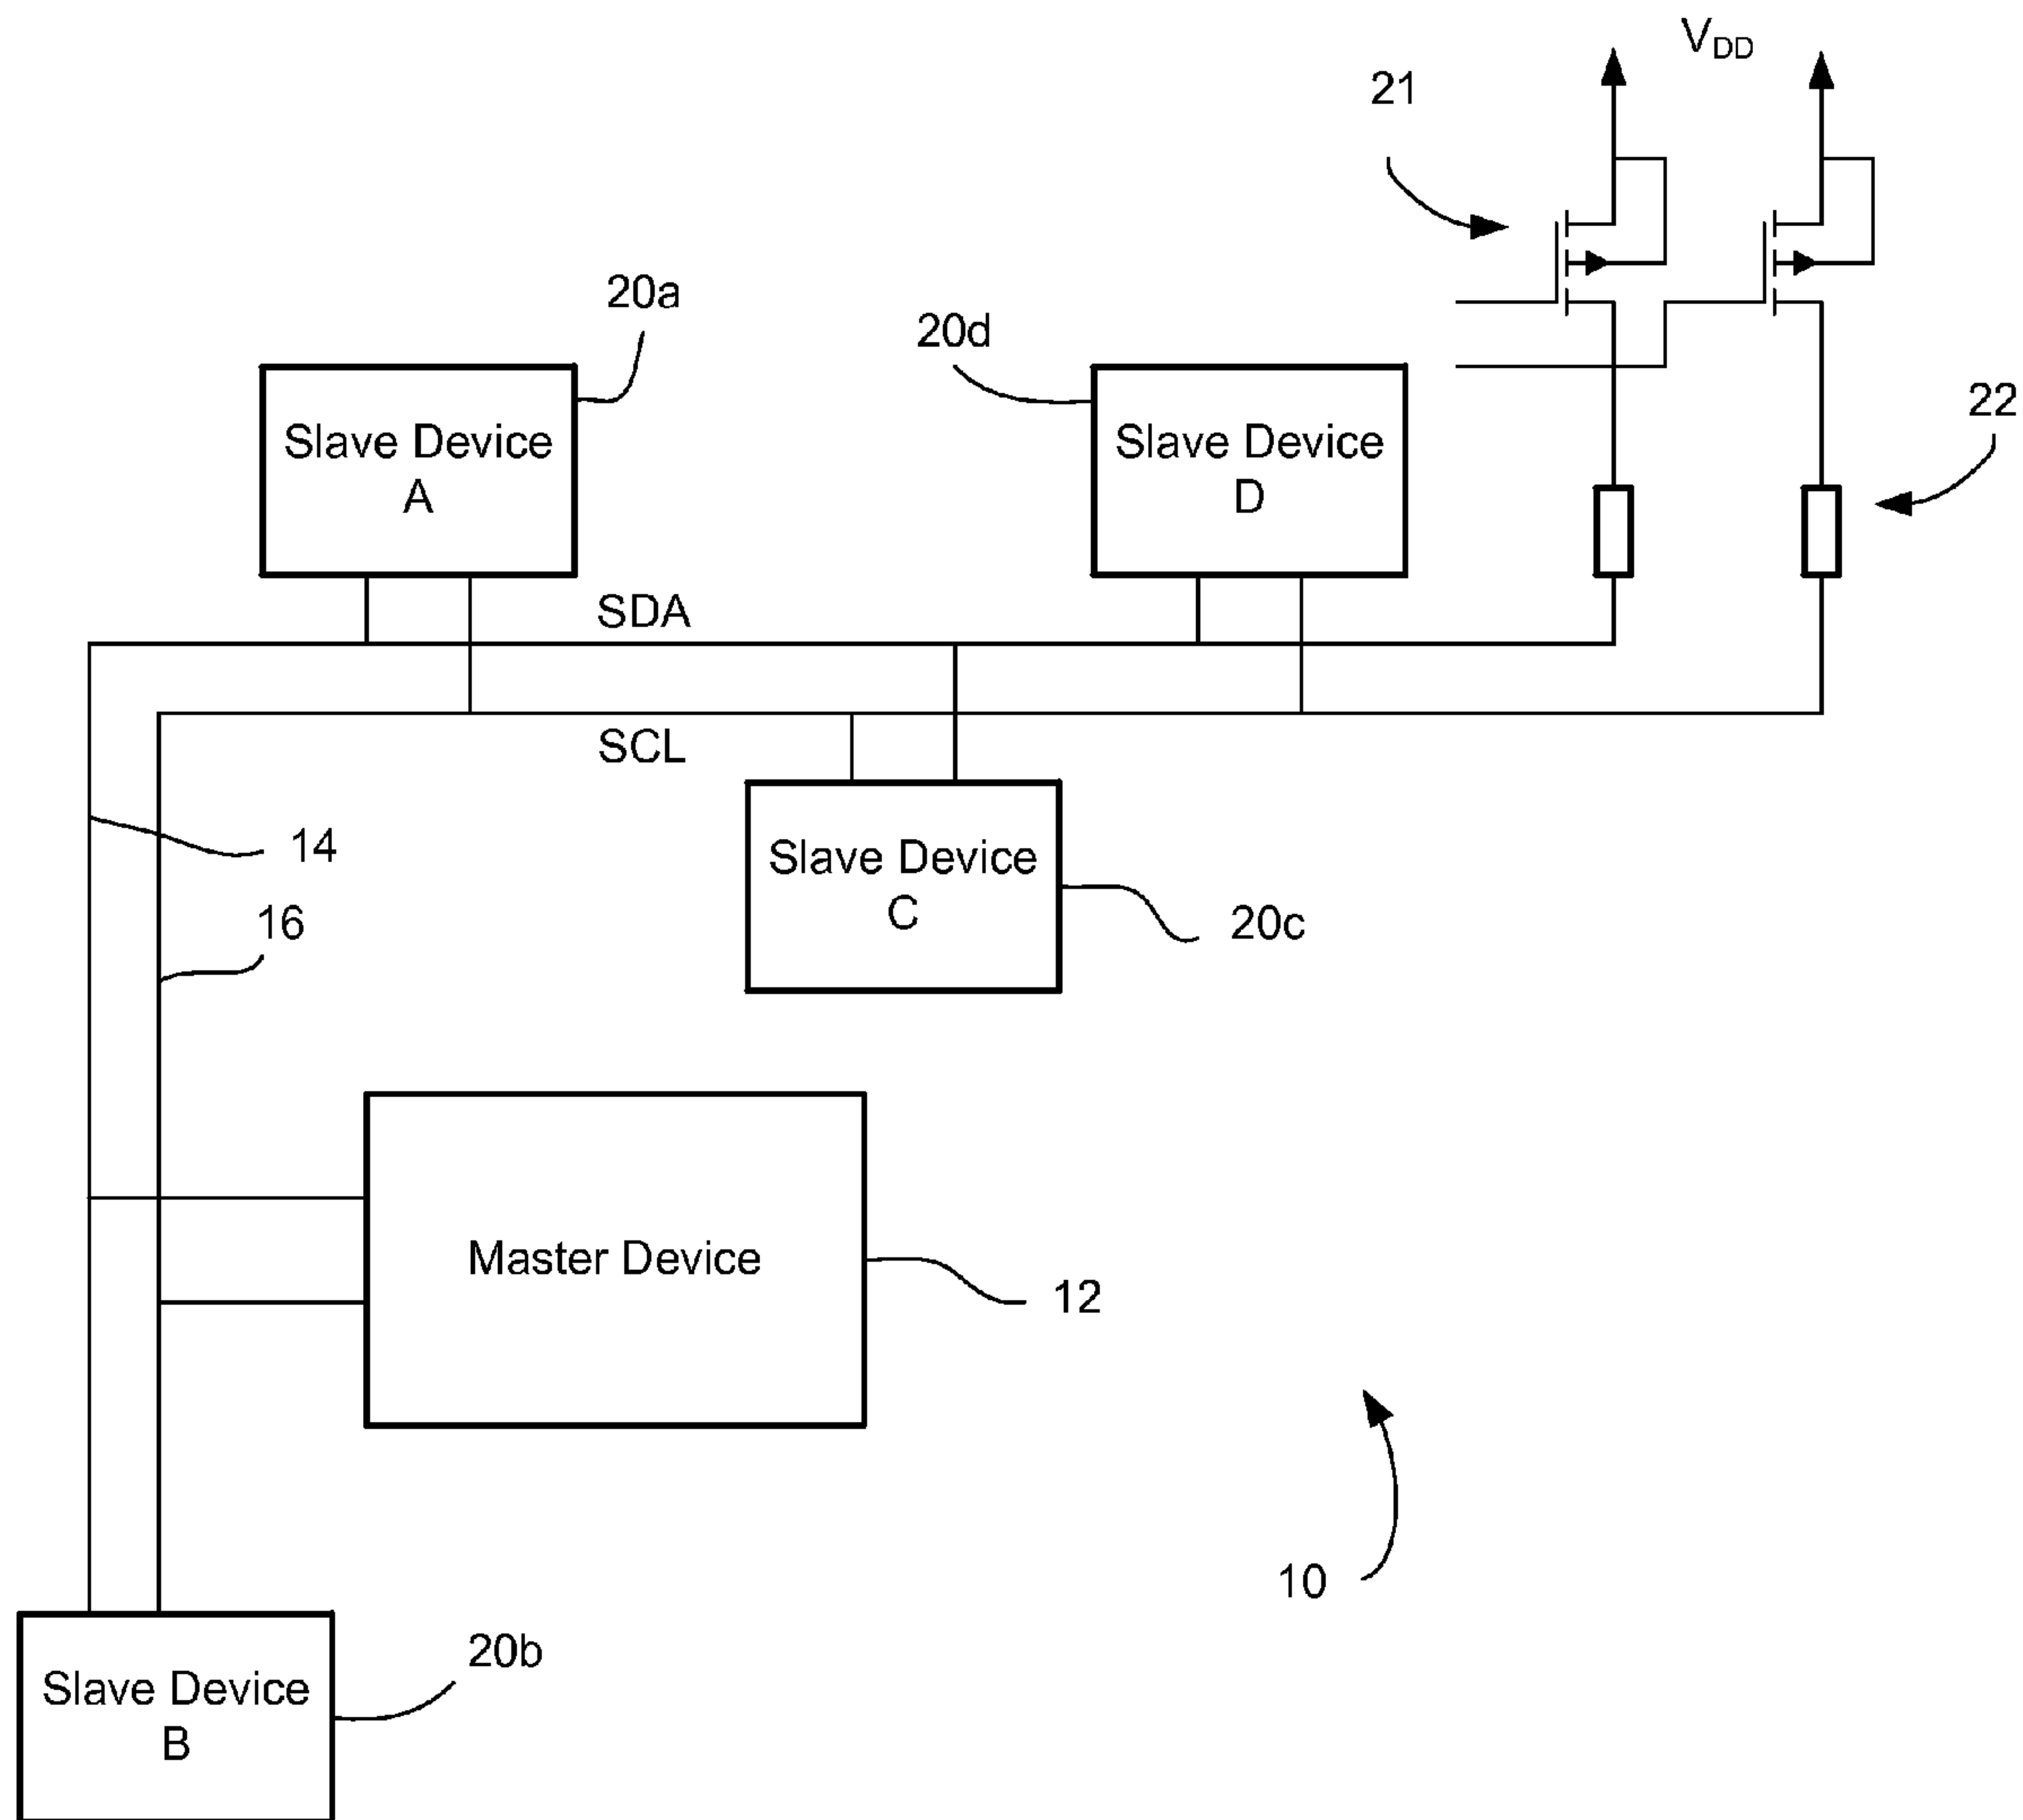 V_DD
21
20a
20d
22
Slave Device
A
Slave Device
D
SDA
SCL
14
Slave Device
C
16
20c
Master Device
12
10
20b
Slave Device
B